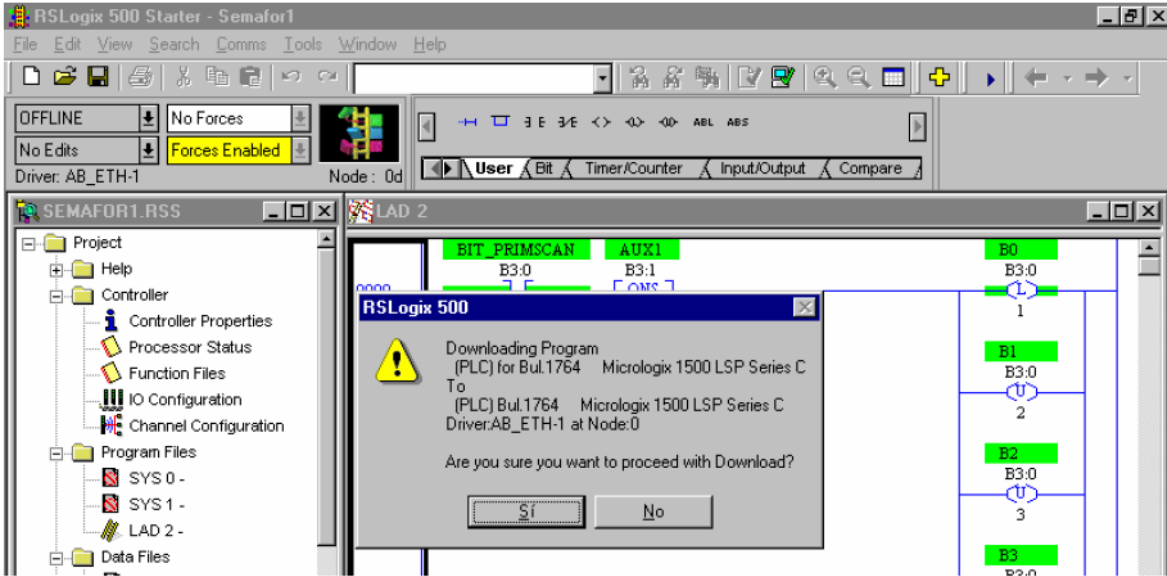 RSLogix 500 Starter - Semafor1
File Edit View Search Comms Tools Window Help
OFFLINE No Forces
No Edits Forces Enabled
Driver: AB_ETH-1 Node : 0d
ABL ABS
User Bit Timer/Counter Input/Output Compare
SEMAFOR1.RSS
Project
Help
Controller
Controller Properties
Processor Status
Function Files
IO Configuration
Channel Configuration
Program Files
SYS 0 -
SYS 1 -
LAD 2 -
Data Files
LAD 2
BIT_PRIMSCAN AUX1 B0
B3:0 B3:1 B3:0
0000 ONS L
1
B1
B3:0
U
2
B2
B3:0
U
3
B3
B3:0
RSLogix 500
Downloading Program
(PLC) for Bul.1764 Micrologix 1500 LSP Series C
To
(PLC) Bul.1764 Micrologix 1500 LSP Series C
Driver:AB_ETH-1 at Node:0
Are you sure you want to proceed with Download?
Sí No